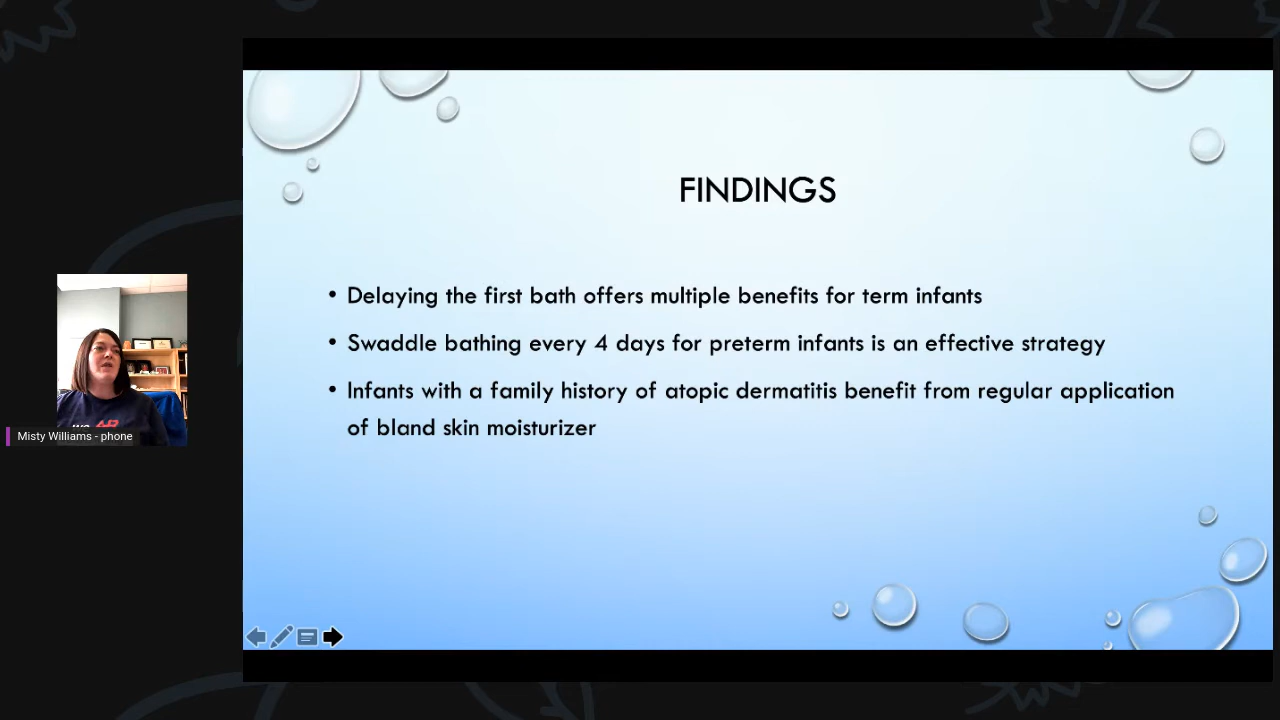 FINDINGS
• Delaying the first bath offers multiple benefits for term infants
• Swaddle bathing every 4 days for preterm infants is an effective strategy
• Infants with a family history of atopic dermatitis benefit from regular application
of bland skin moisturizer
Misty Williams - phone